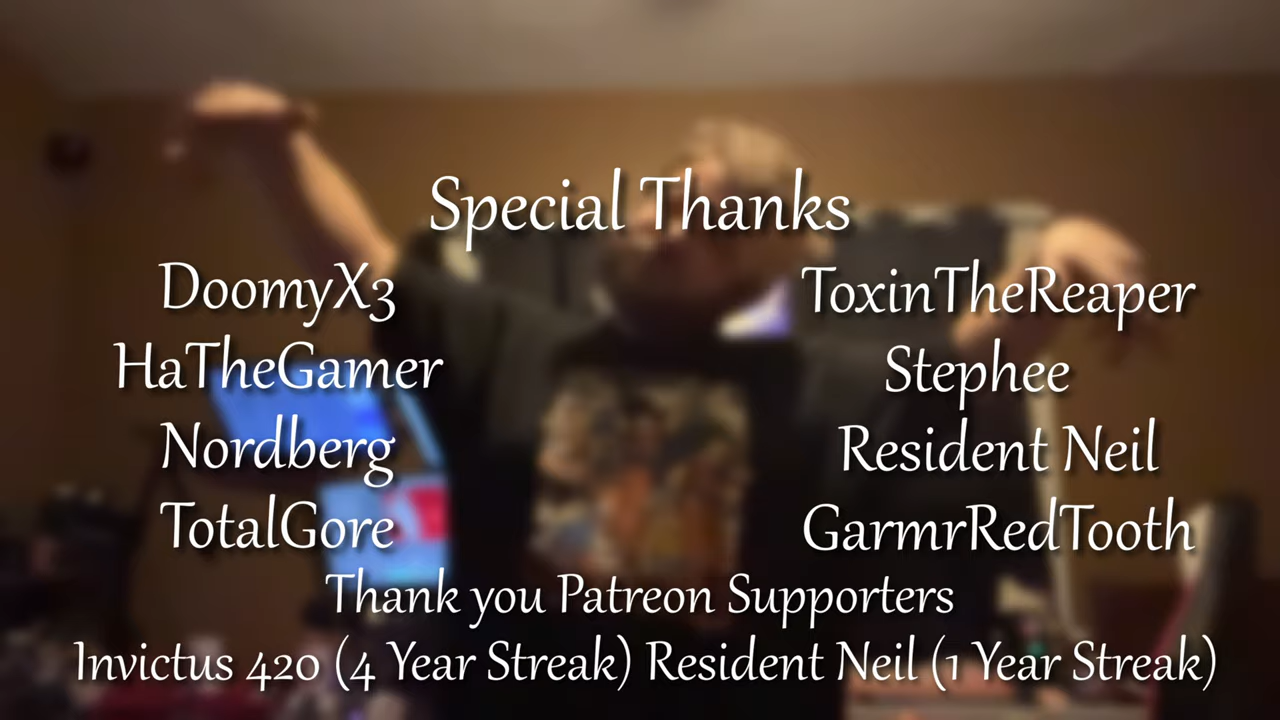 Special Thanks
DoomyX3
HaTheGamer
Nordberg
TotalGore
ToxinTheReaper
Stephee
Resident Neil
GarmrRedTooth
Thank you Patreon Supporters
Invictus 420 (4 Year Streak) Resident Neil (1 Year Streak)